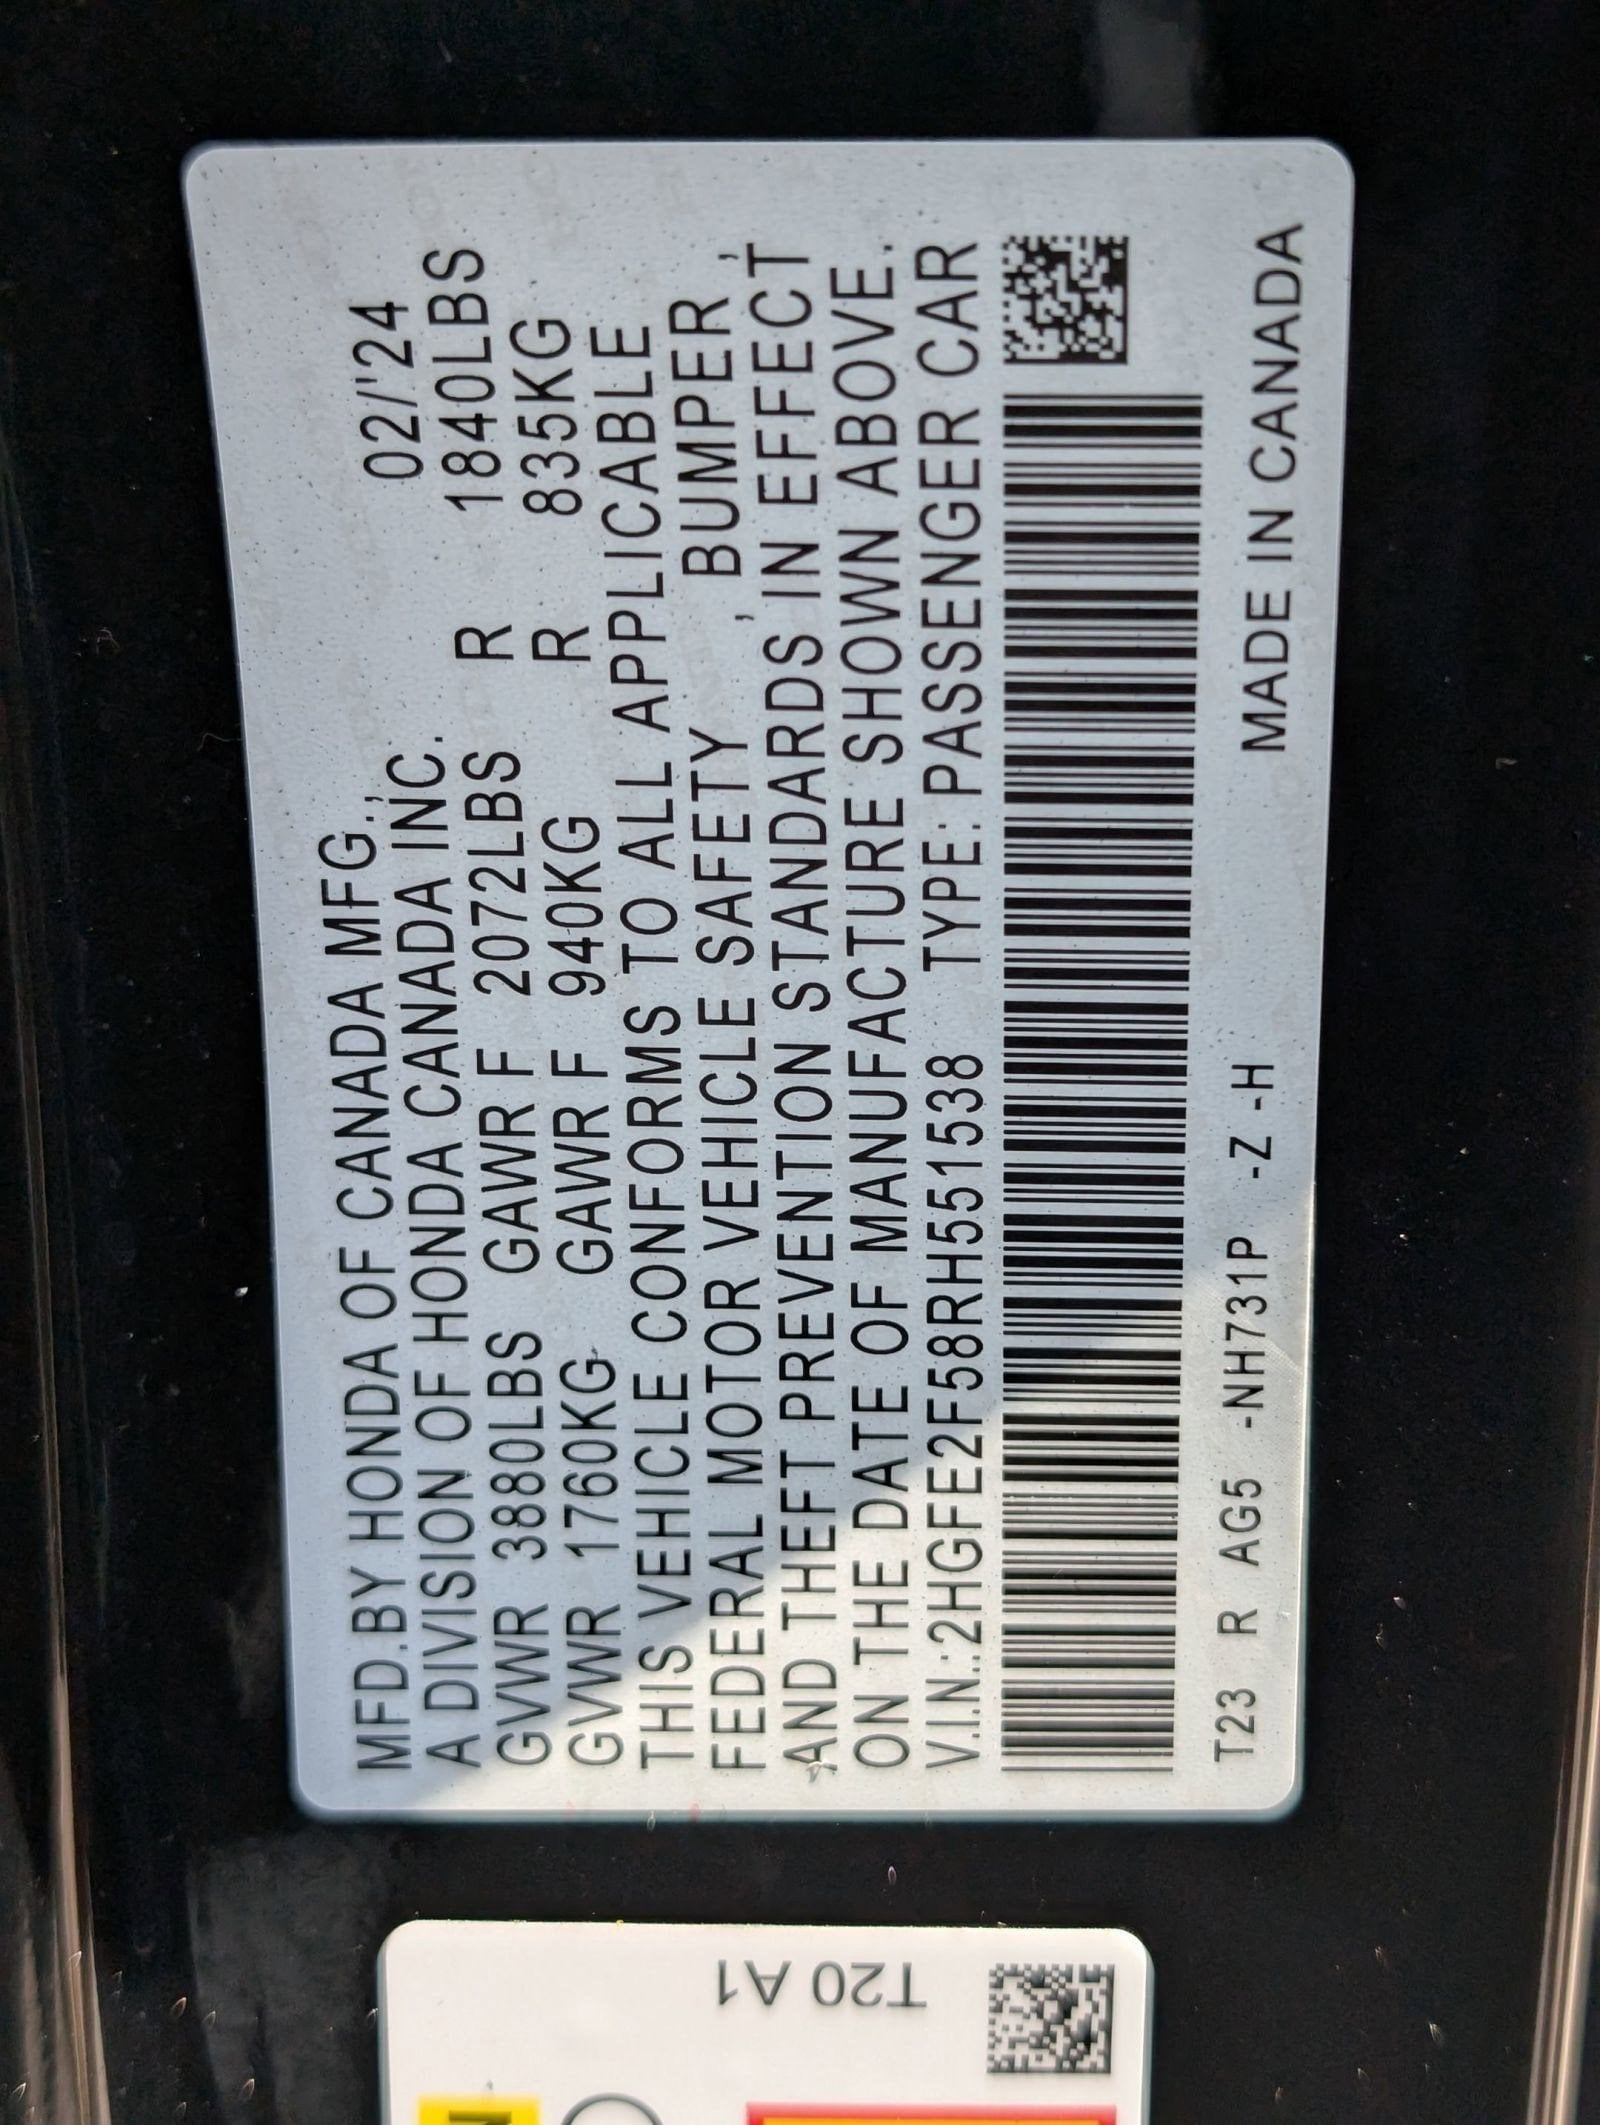 MFD.BY HONDA OF CANADA MFG.,
A DIVISION OF HONDA CANADA INC. 02/'24
GVWR 3880LBS GAWR F 2072LBS R 1840LBS
GVWR 1760KG GAWR F 940KG R 835KG
THIS VEHICLE CONFORMS TO ALL APPLICABLE
FEDERAL MOTOR VEHICLE SAFETY , BUMPER ,
AND THEFT PREVENTION STANDARDS IN EFFECT
ON THE DATE OF MANUFACTURE SHOWN ABOVE.
V.I.N.:2HGFE2F58RH551538 TYPE: PASSENGER CAR
T23 R AG5 -NH731P -Z -H MADE IN CANADA
T20 A1